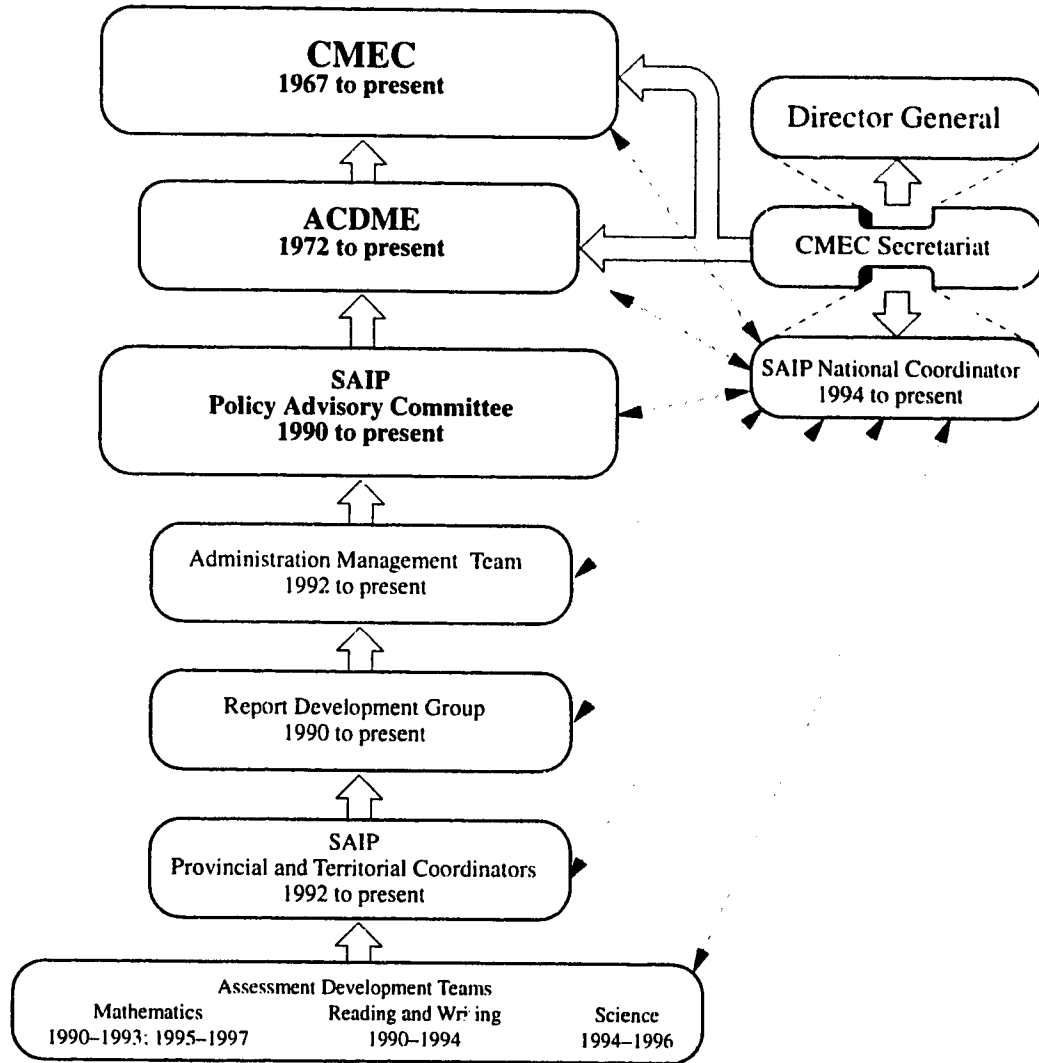 CMEC
1967 to present
Director General
ACDME
1972 to present
CMEC Secretariat
SAIP
Policy Advisory Committee
1990 to present
SAIP National Coordinator
1994 to present
Administration Management Team
1992 to present
Report Development Group
1990 to present
SAIP
Provincial and Territorial Coordinators
1992 to present
Assessment Development Teams
Mathematics
1990–1993; 1995–1997
Reading and Writing
1990–1994
Science
1994–1996